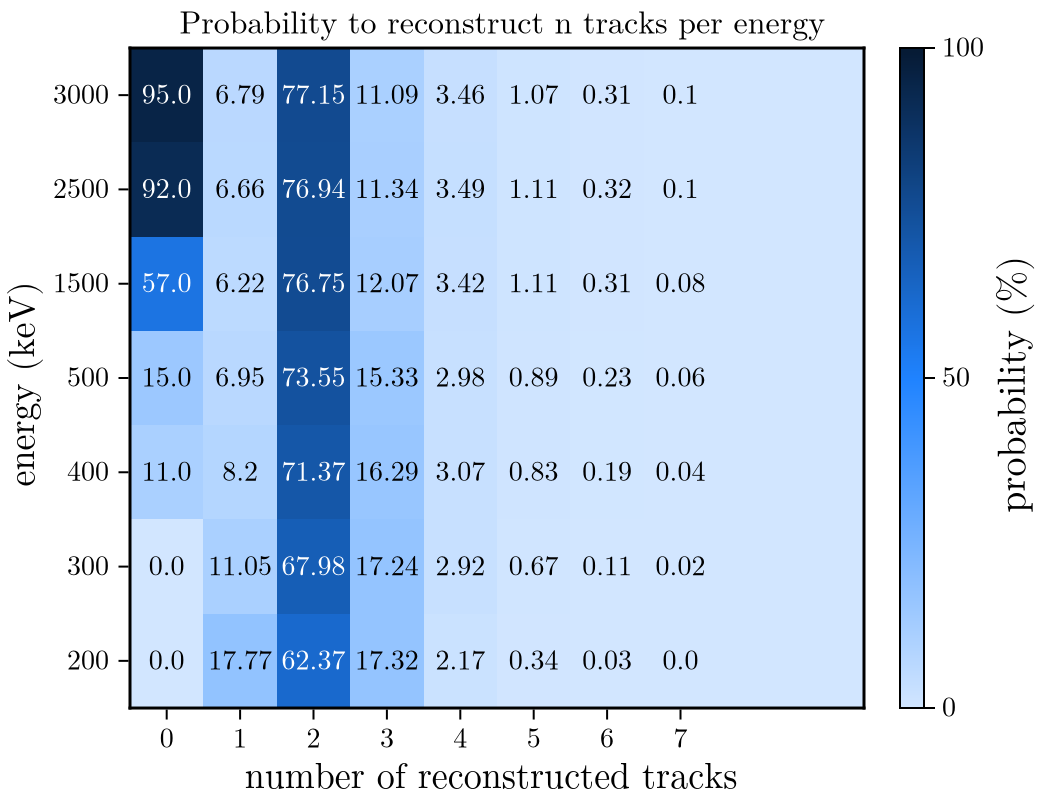 Probability to reconstruct n tracks per energy
3000 95.0 6.79 77.15 11.09 3.46 1.07 0.31 0.1
2500 92.0 6.66 76.94 11.34 3.49 1.11 0.32 0.1
1500 57.0 6.22 76.75 12.07 3.42 1.11 0.31 0.08
500 15.0 6.95 73.55 15.33 2.98 0.89 0.23 0.06
400 11.0 8.2 71.37 16.29 3.07 0.83 0.19 0.04
300 0.0 11.05 67.98 17.24 2.92 0.67 0.11 0.02
200 0.0 17.77 62.37 17.32 2.17 0.34 0.03 0.0
0 1 2 3 4 5 6 7
number of reconstructed tracks
energy (keV)
100
50
0
probability (%)